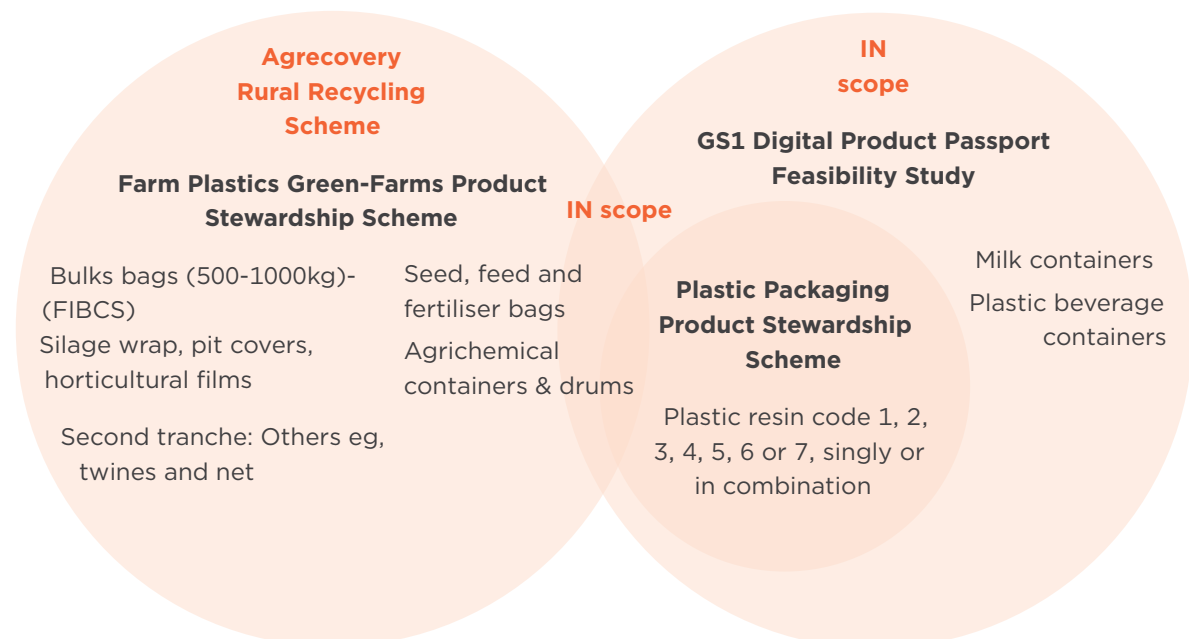 Agrecovery
Rural Recycling
Scheme
Farm Plastics Green-Farms Product
Stewardship Scheme
Bulks bags (500-1000kg)-
(FIBCS)
Silage wrap, pit covers,
horticultural films
Second tranche: Others eg,
twines and net
Seed, feed and
fertiliser bags
Agrichemical
containers & drums
IN scope
IN
scope
GS1 Digital Product Passport
Feasibility Study
Plastic Packaging
Product Stewardship
Scheme
Plastic resin code 1, 2,
3, 4, 5, 6 or 7, singly or
in combination
Milk containers
Plastic beverage
containers